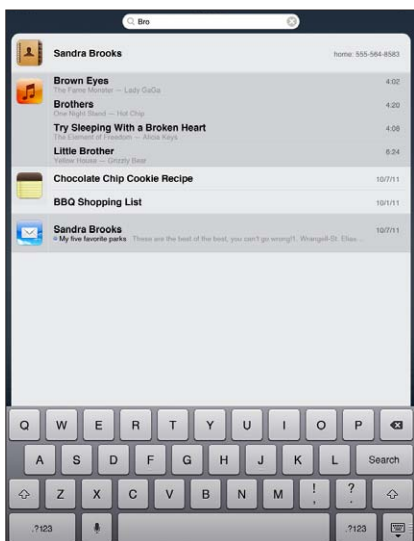 Bro
Sandra Brooks home: 555-564-8583
Brown Eyes 4:02
The Fame Monster — Lady GaGa
Brothers 4:20
One Night Stand — Hot Chip
Try Sleeping With a Broken Heart 4:08
The Element of Freedom — Alicia Keys
Little Brother 6:24
Yellow House — Grizzly Bear
Chocolate Chip Cookie Recipe 10/7/11
BBQ Shopping List 10/1/11
Sandra Brooks 10/7/11
My five favorite parks These are the best of the best, you can't go wrong!1. Wrangell-St. Elias ...
Q W E R T Y U I O P
A S D F G H J K L Search
Z X C V B N M ! , ? .
.?123 .?123